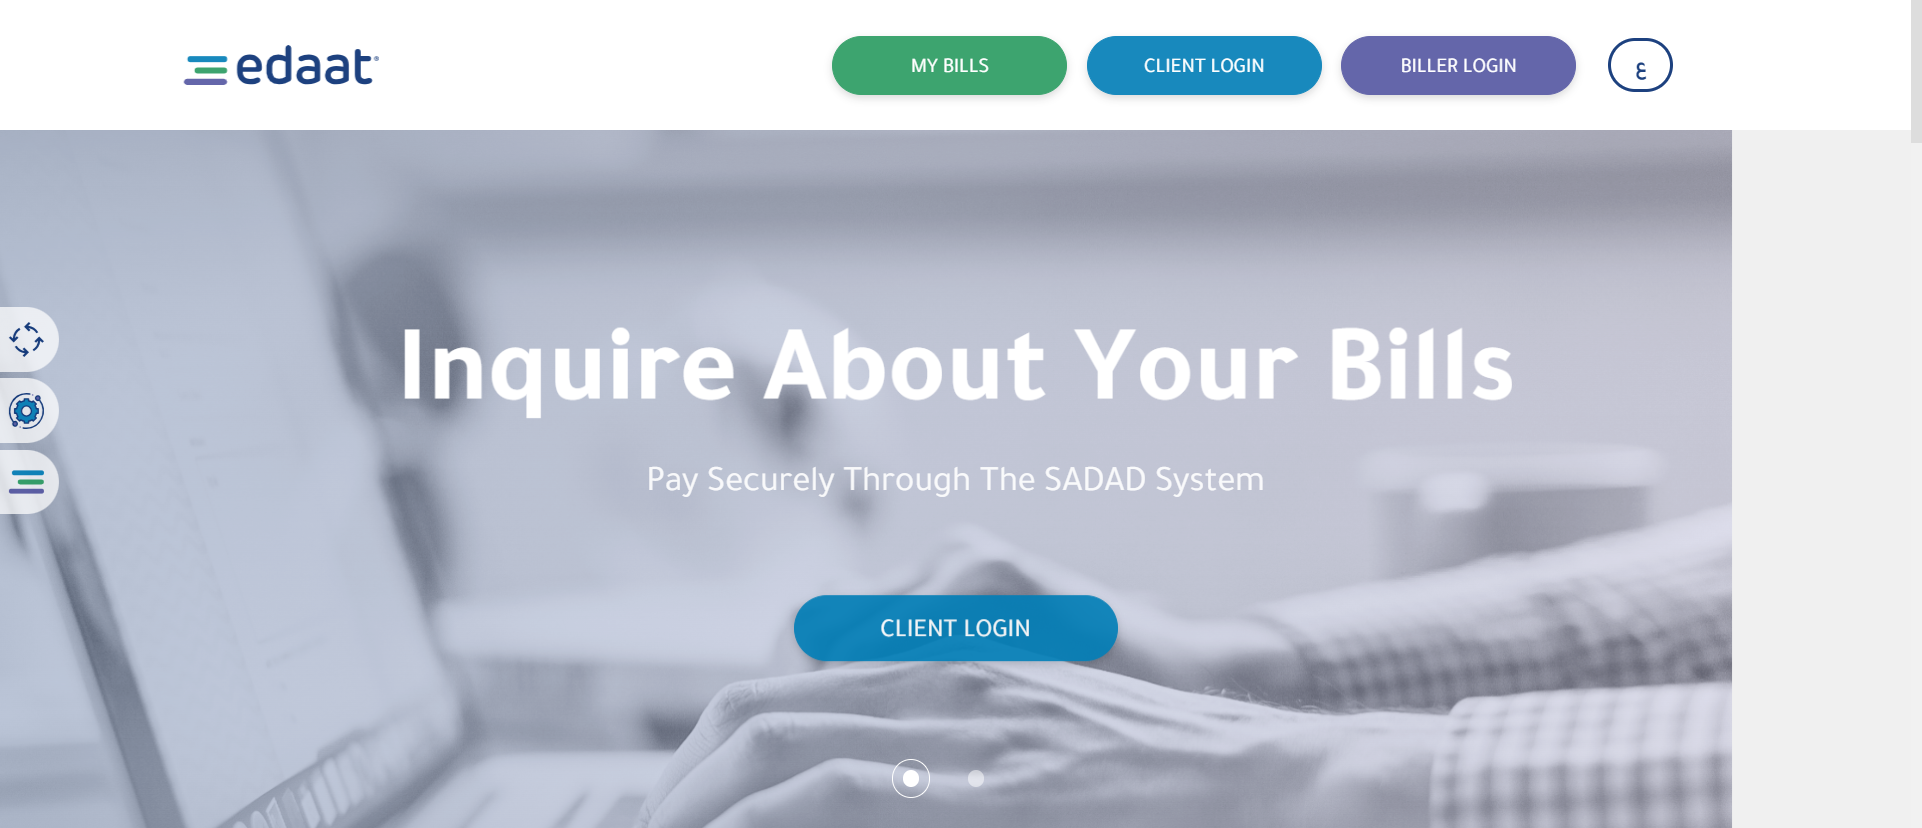 edaat®
MY BILLS
CLIENT LOGIN
BILLER LOGIN
ع
Inquire About Your Bills
Pay Securely Through The SADAD System
CLIENT LOGIN